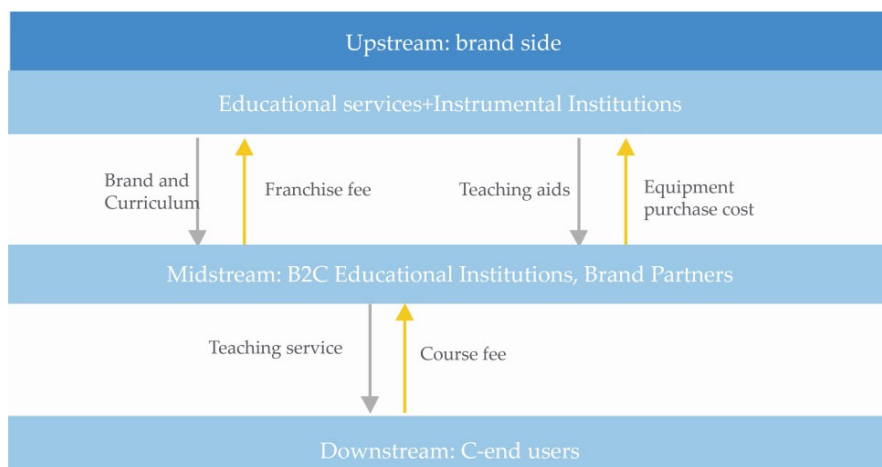 Upstream: brand side
Educational services+Instrumental Institutions
Brand and
Curriculum
Franchise fee
Teaching aids
Equipment
purchase cost
Midstream: B2C Educational Institutions, Brand Partners
Teaching service
Course fee
Downstream: C-end users